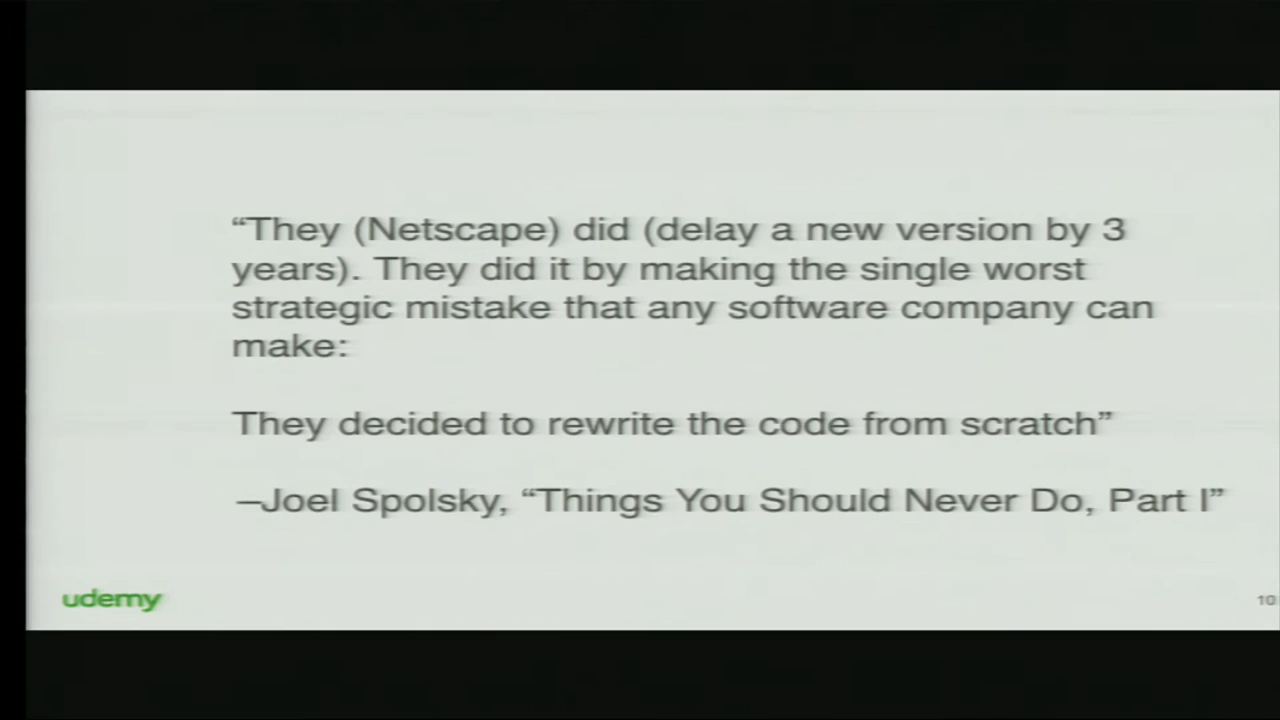 “They (Netscape) did (delay a new version by 3
years). They did it by making the single worst
strategic mistake that any software company can
make:
They decided to rewrite the code from scratch”
–Joel Spolsky, “Things You Should Never Do, Part I”
udemy
10